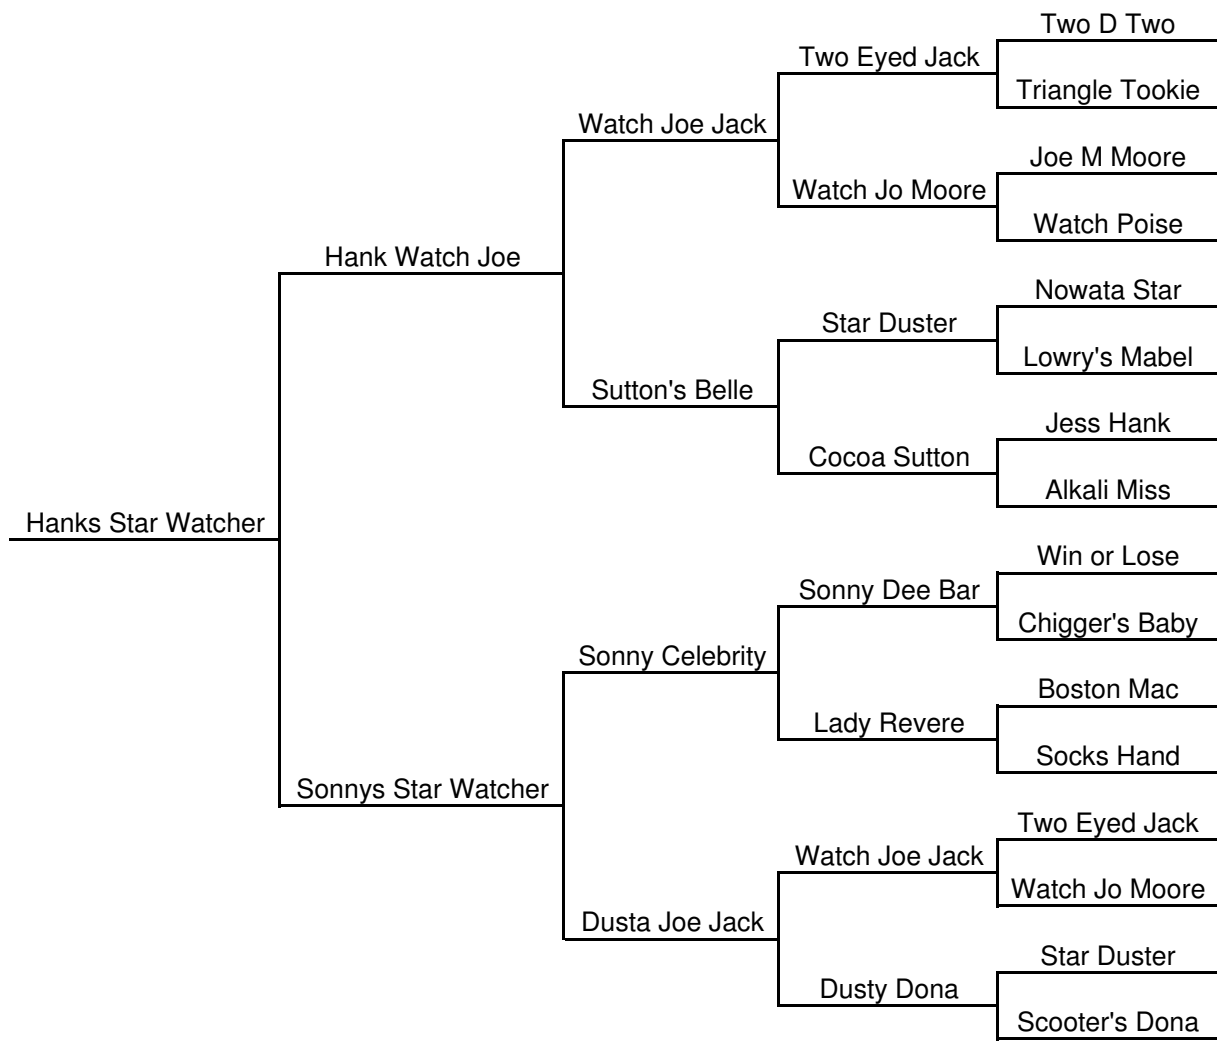 Two D Two
Two Eyed Jack
Triangle Tookie
Watch Joe Jack
Joe M Moore
Watch Jo Moore
Watch Poise
Hank Watch Joe
Nowata Star
Star Duster
Lowry's Mabel
Sutton's Belle
Jess Hank
Cocoa Sutton
Alkali Miss
Hanks Star Watcher
Win or Lose
Sonny Dee Bar
Chigger's Baby
Sonny Celebrity
Boston Mac
Lady Revere
Socks Hand
Sonnys Star Watcher
Two Eyed Jack
Watch Joe Jack
Watch Jo Moore
Dusta Joe Jack
Star Duster
Dusty Dona
Scooter's Dona